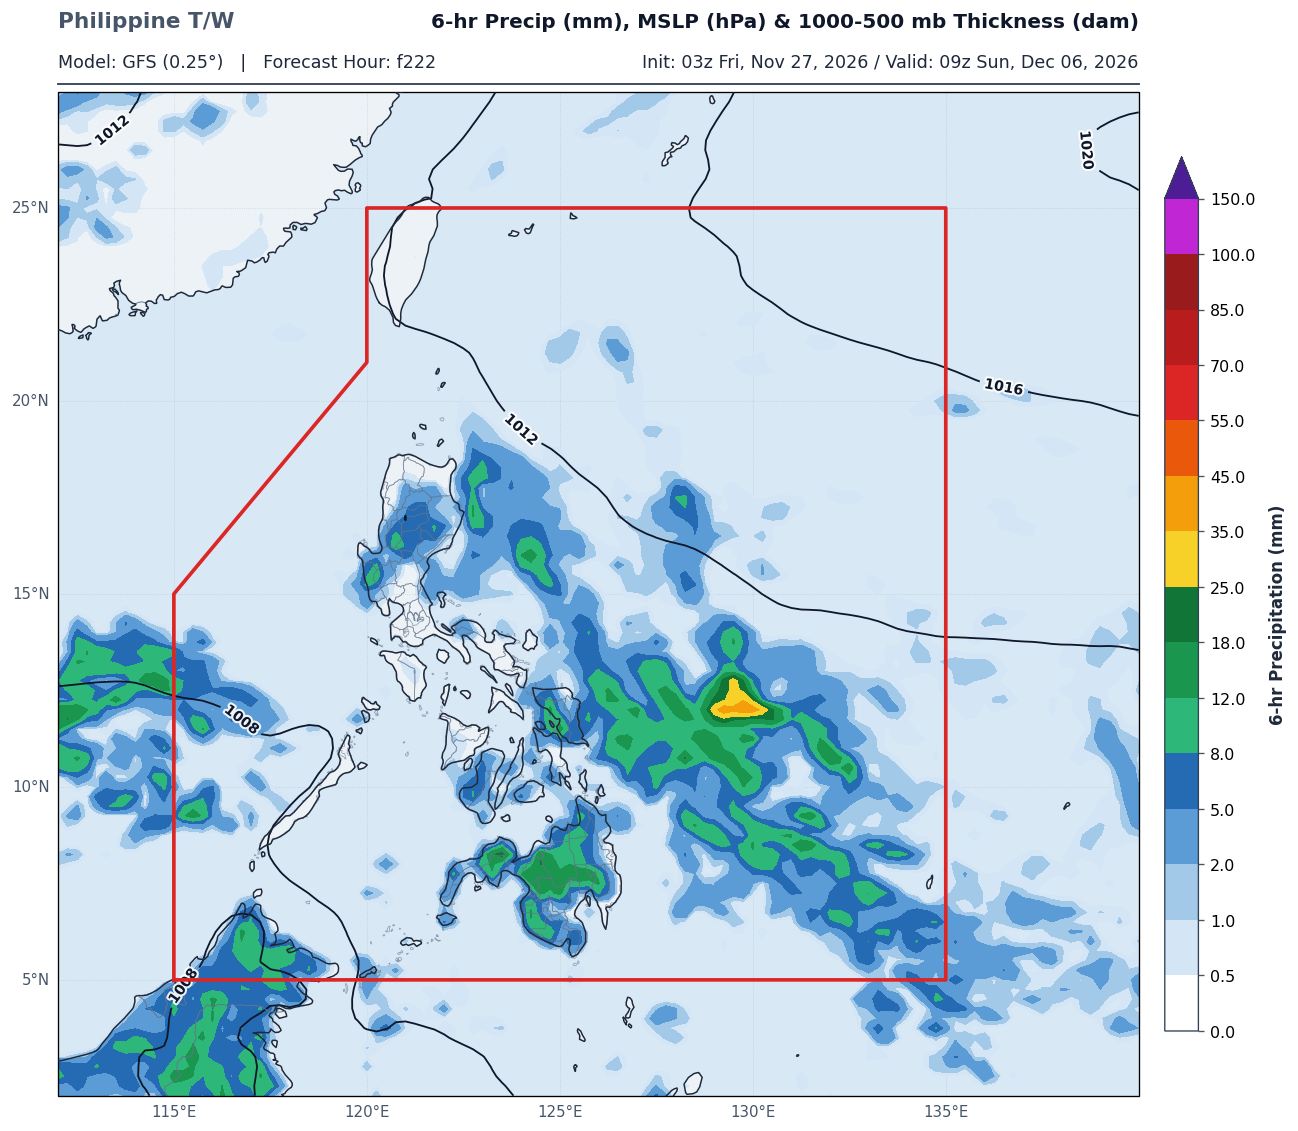 Philippine T/W
6-hr Precip (mm), MSLP (hPa) & 1000-500 mb Thickness (dam)
Model: GFS (0.25°) | Forecast Hour: f222
Init: 03z Fri, Nov 27, 2026 / Valid: 09z Sun, Dec 06, 2026
1012
1020
1016
1012
1008
1008
25°N
20°N
15°N
10°N
5°N
115°E
120°E
125°E
130°E
135°E
150.0
100.0
85.0
70.0
55.0
45.0
35.0
25.0
18.0
12.0
8.0
5.0
2.0
1.0
0.5
0.0
6-hr Precipitation (mm)